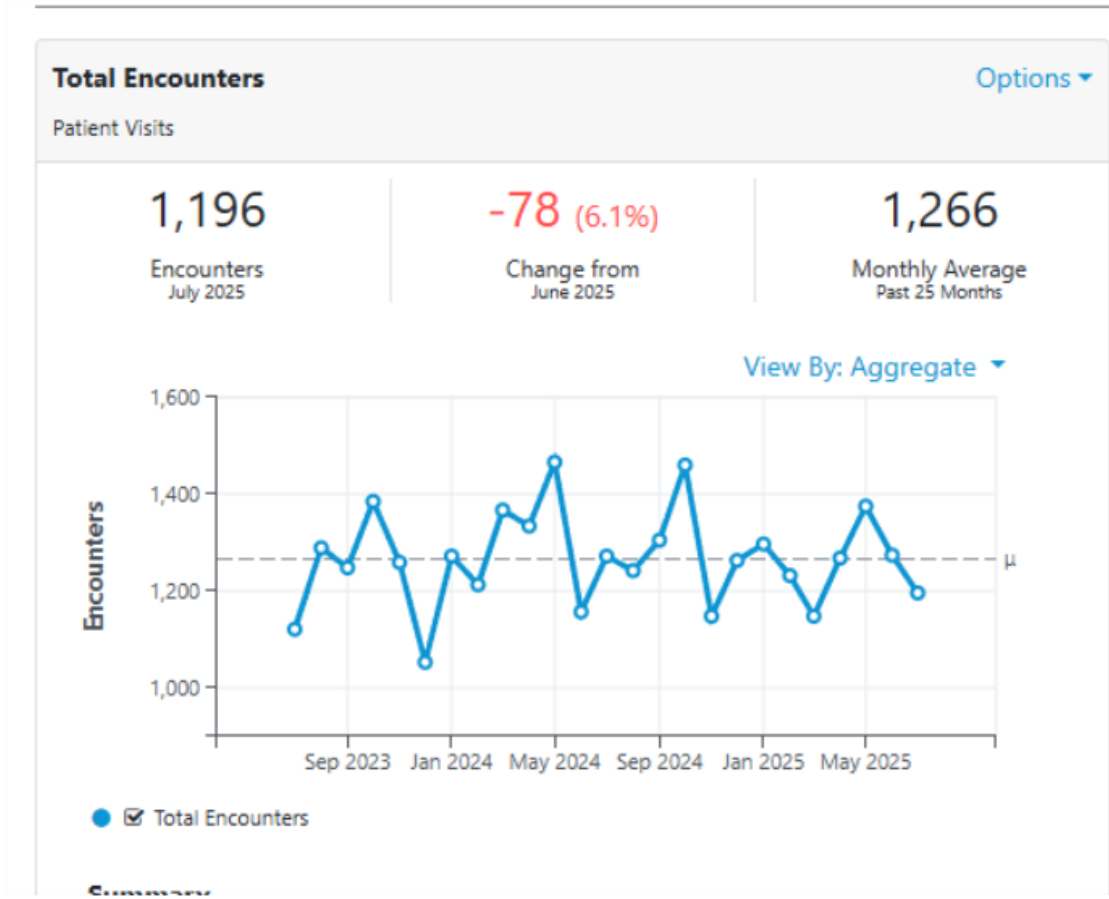 Total Encounters
Options
Patient Visits
1,196
Encounters
July 2025
-78 (6.1%)
Change from
June 2025
1,266
Monthly Average
Past 25 Months
View By: Aggregate
1,600
1,400
1,200
1,000
Encounters
μ
Sep 2023 Jan 2024 May 2024 Sep 2024 Jan 2025 May 2025
Total Encounters
Summary